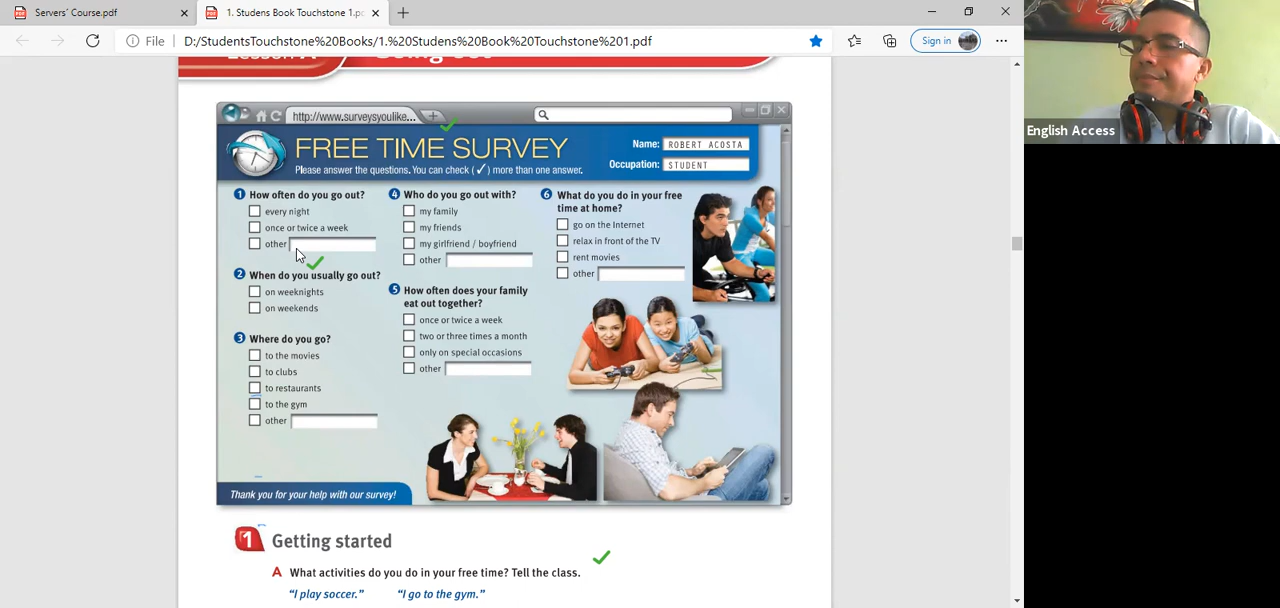 Servers' Course.pdf
1. Studens Book Touchstone 1.p
File
D:/StudentsTouchstone%20Books/1.%20Studens%20Book%20Touchstone%201.pdf
Sign in
English Access
http://www.surveysyoulike...
FREE TIME SURVEY
Please answer the questions. You can check (✓) more than one answer.
Name: ROBERT ACOSTA
Occupation: STUDENT
1 How often do you go out?
every night
once or twice a week
other
2 When do you usually go out?
on weeknights
on weekends
3 Where do you go?
to the movies
to clubs
to restaurants
to the gym
other
4 Who do you go out with?
my family
my friends
my girlfriend / boyfriend
other
5 How often does your family
eat out together?
once or twice a week
two or three times a month
only on special occasions
other
6 What do you do in your free
time at home?
go on the Internet
relax in front of the TV
rent movies
other
Thank you for your help with our survey!
1 Getting started
A What activities do you do in your free time? Tell the class.
"I play soccer." "I go to the gym."